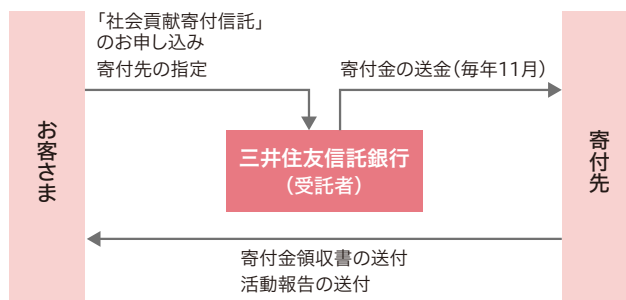 「社会貢献寄付信託」
のお申し込み
寄付先の指定
寄付金の送金(毎年11月)
お客さま
三井住友信託銀行
(受託者)
寄付先
寄付金領収書の送付
活動報告の送付